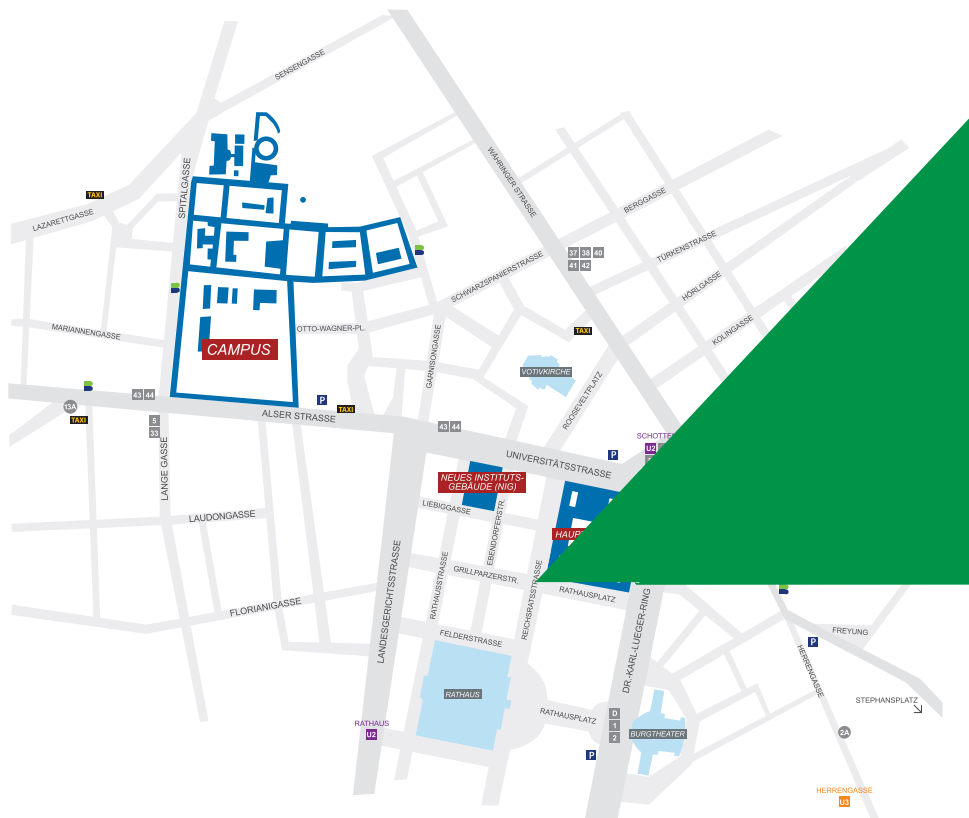 SENSENGASSE
WÄHRINGER STRASSE
SPITALGASSE
TAXI
LAZARETTGASSE
BERGGASSE
TÜRKENSTRASSE
37 38 40
41 42
SCHWARZSPANIERSTRASSE
HÖRLGASSE
KOLINGASSE
MARIANNENGASSE
OTTO-WAGNER-PL.
TAXI
GARNISONGASSE
CAMPUS
VOTIVKIRCHE
ROOSEVELTPLATZ
43 44
P
13A
TAXI
TAXI
5
33
ALSER STRASSE
43 44
LANGE GASSE
UNIVERSITÄTSSTRASSE
P
U2
NEUES INSTITUTS-
GEBÄUDE (NIG)
LIEBIGGASSE
EBENDORFERSTR.
LAUDONGASSE
LANDESGERICHTSSTRASSE
RATHAUSSTRASSE
GRILLPARZERSTR.
REICHSRATSSTRASSE
RATHAUSPLATZ
FLORIANIGASSE
FELDERSTRASSE
DR.-KARL-LUEGER-RING
FREYUNG
P
HERRENGASSE
RATHAUS
STEPHANSPLATZ
RATHAUSPLATZ
D
1
2
BURGTHEATER
RATHAUS
U2
2A
P
HERRENGASSE
U3